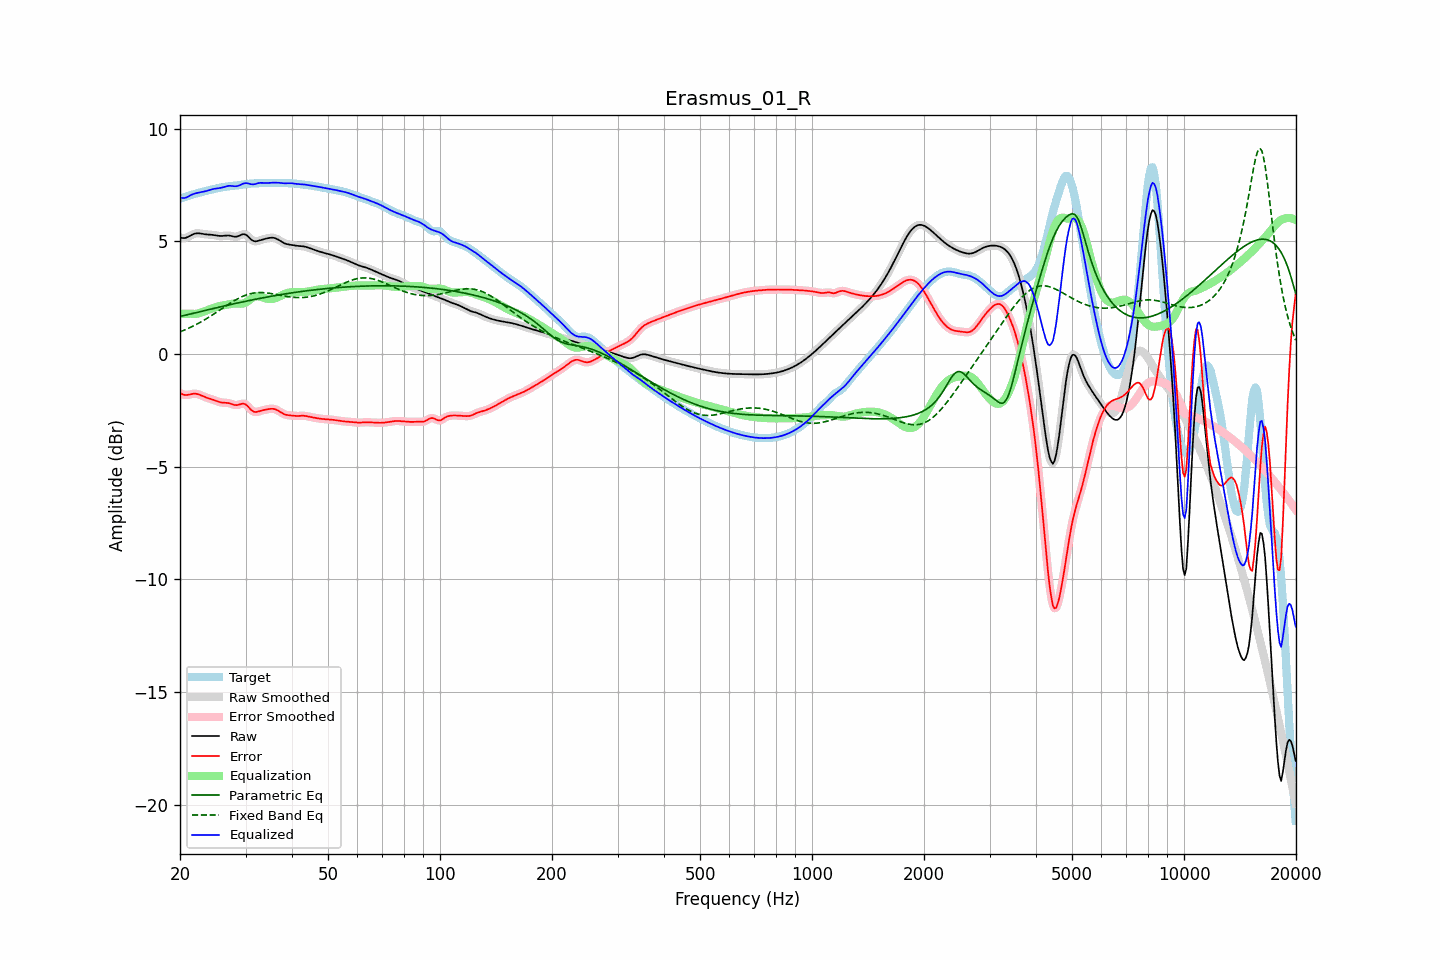 Erasmus_01_R
10
5
0
−5
−10
−15
−20
Amplitude (dBr)
Target
Raw Smoothed
Error Smoothed
Raw
Error
Equalization
Parametric Eq
Fixed Band Eq
Equalized
20 50 100 200 500 1000 2000 5000 10000 20000
Frequency (Hz)